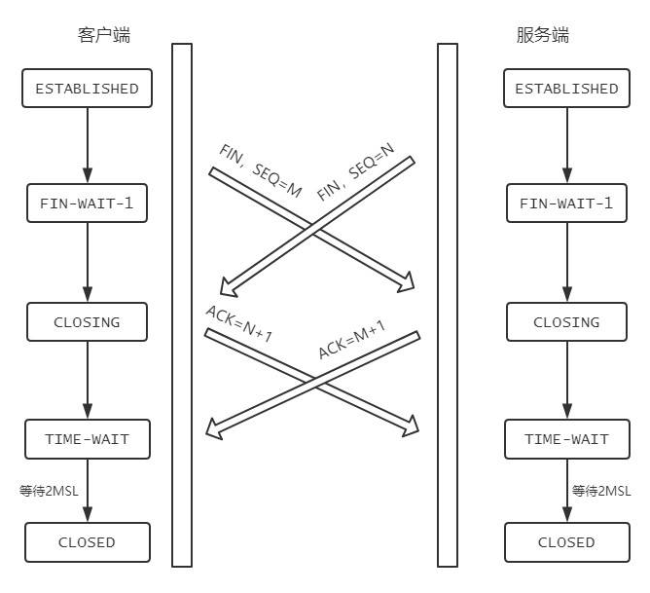 客户端
服务端
ESTABLISHED
ESTABLISHED
FIN，SEQ=M
FIN，SEQ=N
FIN-WAIT-1
FIN-WAIT-1
CLOSING
CLOSING
ACK=N+1
ACK=M+1
TIME-WAIT
TIME-WAIT
等待2MSL
等待2MSL
CLOSED
CLOSED